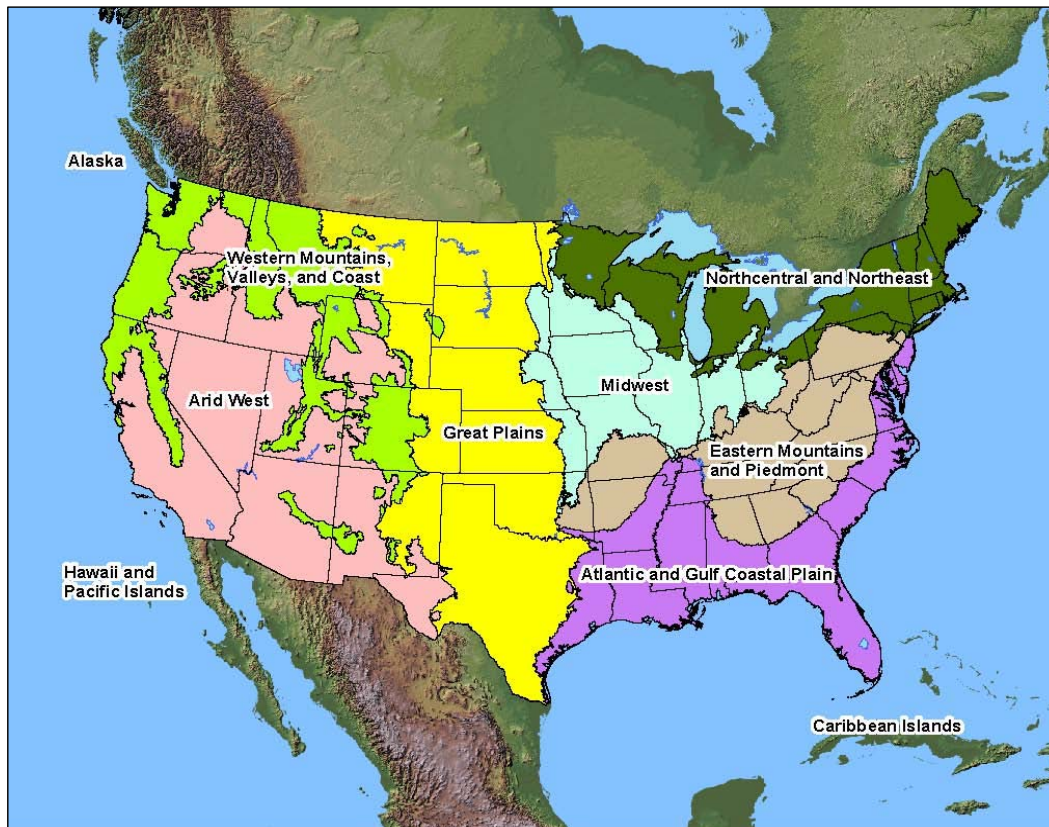 Alaska
Western Mountains,
Valleys, and Coast
Northcentral and Northeast
Midwest
Arid West
Great Plains
Eastern Mountains
and Piedmont
Hawaii and
Pacific Islands
Atlantic and Gulf Coastal Plain
Caribbean Islands